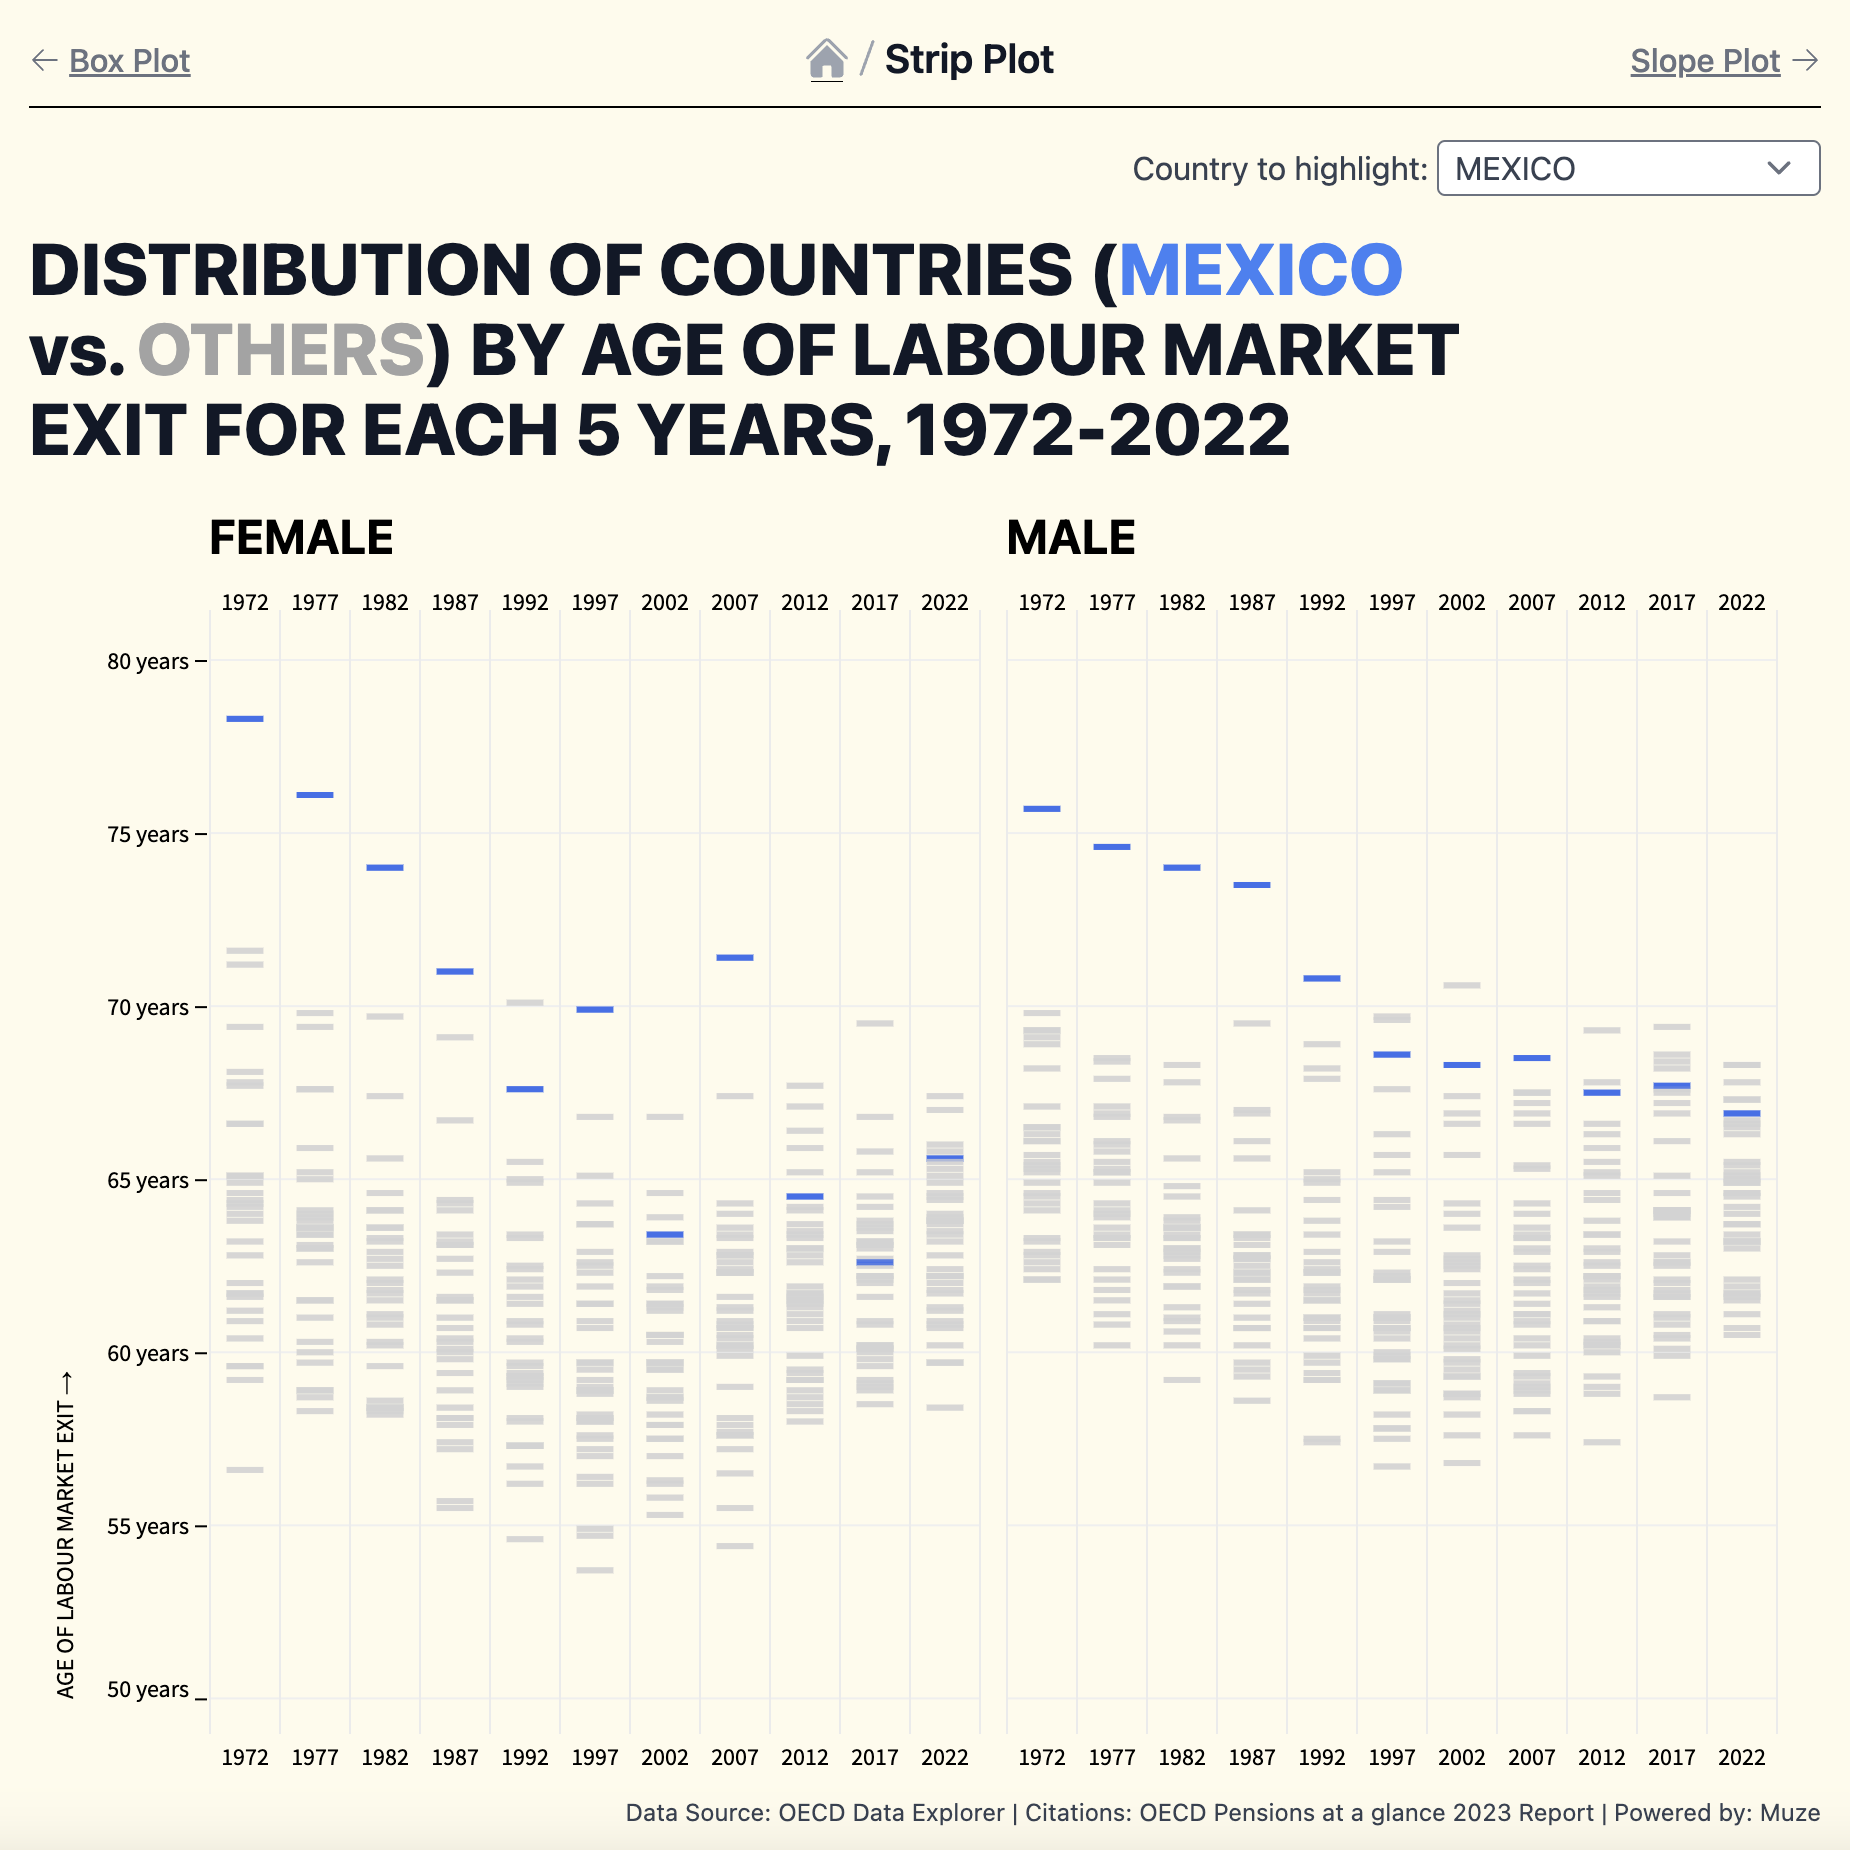 ← Box Plot
/ Strip Plot
Slope Plot →
Country to highlight: MEXICO
DISTRIBUTION OF COUNTRIES (MEXICO
vs. OTHERS) BY AGE OF LABOUR MARKET
EXIT FOR EACH 5 YEARS, 1972-2022
FEMALE
MALE
1972 1977 1982 1987 1992 1997 2002 2007 2012 2017 2022
1972 1977 1982 1987 1992 1997 2002 2007 2012 2017 2022
80 years
75 years
70 years
65 years
60 years
55 years
50 years
AGE OF LABOUR MARKET EXIT →
1972 1977 1982 1987 1992 1997 2002 2007 2012 2017 2022
1972 1977 1982 1987 1992 1997 2002 2007 2012 2017 2022
Data Source: OECD Data Explorer | Citations: OECD Pensions at a glance 2023 Report | Powered by: Muze